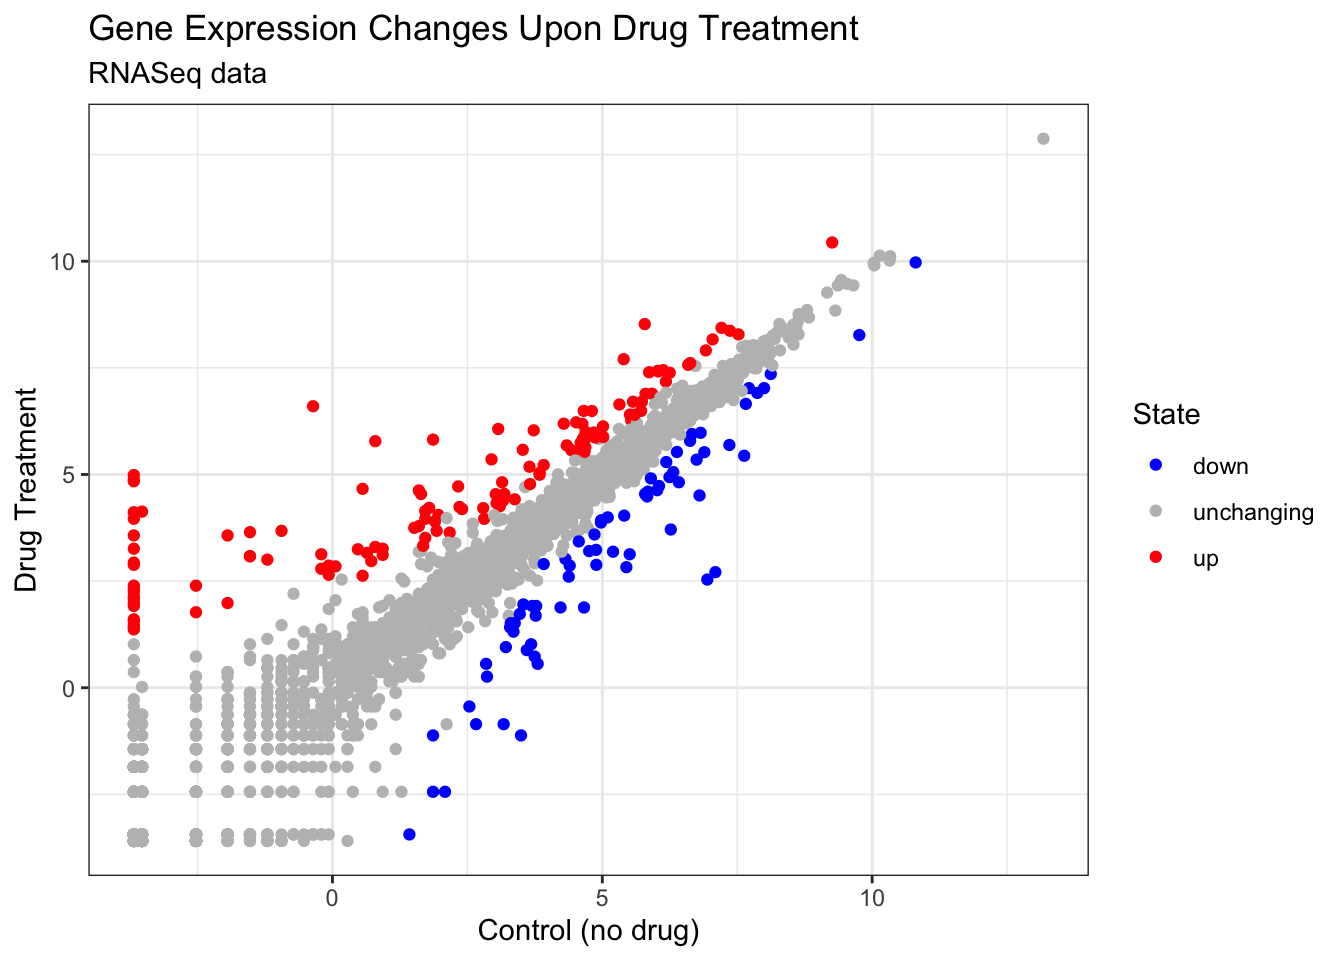 Gene Expression Changes Upon Drug Treatment
RNASeq data
Drug Treatment
10
5
0
0
5
10
Control (no drug)
State
down
unchanging
up